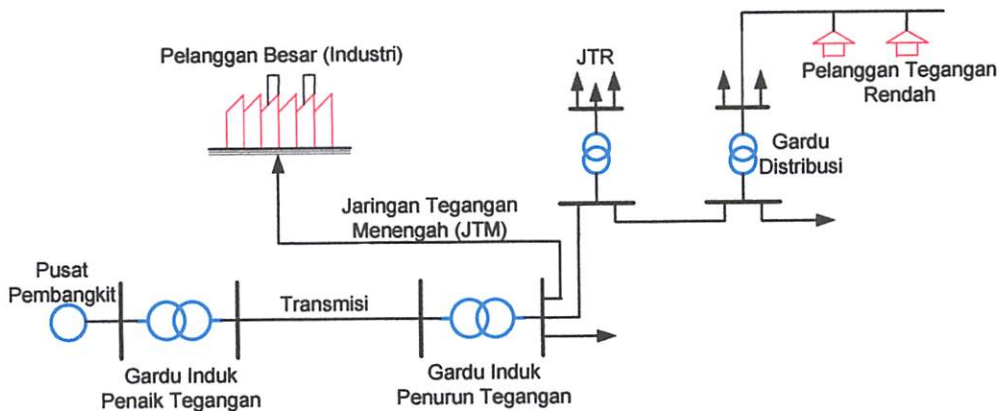 Pelanggan Besar (Industri)
JTR
Pelanggan Tegangan
Rendah
Gardu
Distribusi
Jaringan Tegangan
Menengah (JTM)
Pusat
Pembangkit
Transmisi
Gardu Induk
Penaik Tegangan
Gardu Induk
Penurun Tegangan